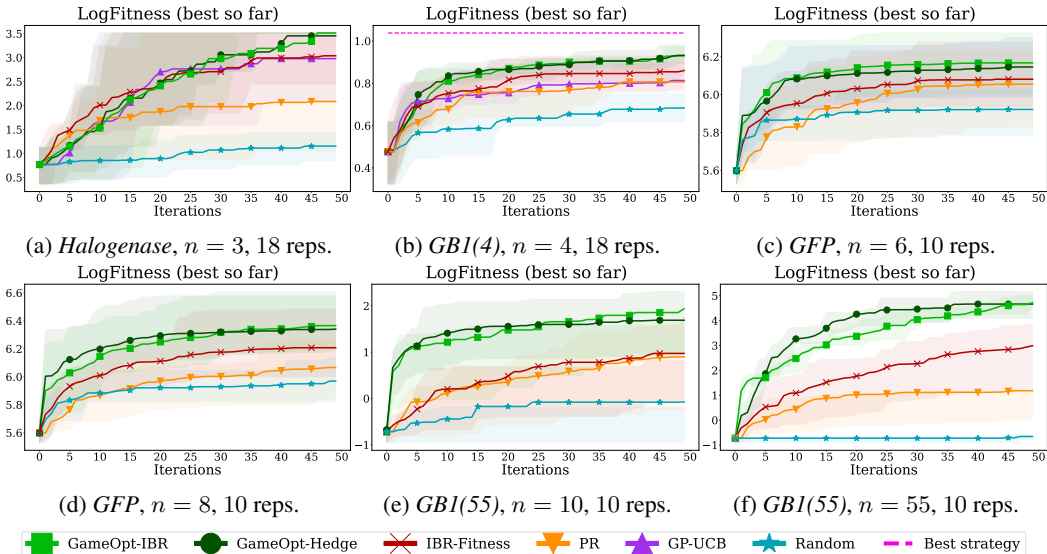 LogFitness (best so far) LogFitness (best so far) LogFitness (best so far)
3.5
3.0
2.5
2.0
1.5
1.0
0.5
0 5 10 15 20 25 30 35 40 45 50
Iterations
1.0
0.8
0.6
0.4
0 5 10 15 20 25 30 35 40 45 50
Iterations
6.2
6.0
5.8
5.6
0 5 10 15 20 25 30 35 40 45 50
Iterations
(a) Halogenase, n = 3, 18 reps. (b) GB1(4), n = 4, 18 reps. (c) GFP, n = 6, 10 reps.
LogFitness (best so far) LogFitness (best so far) LogFitness (best so far)
6.6
6.4
6.2
6.0
5.8
5.6
0 5 10 15 20 25 30 35 40 45 50
Iterations
2
1
0
−1
0 5 10 15 20 25 30 35 40 45 50
Iterations
5
4
3
2
1
0
−1
0 5 10 15 20 25 30 35 40 45 50
Iterations
(d) GFP, n = 8, 10 reps. (e) GB1(55), n = 10, 10 reps. (f) GB1(55), n = 55, 10 reps.
GameOpt-IBR GameOpt-Hedge IBR-Fitness PR GP-UCB Random Best strategy